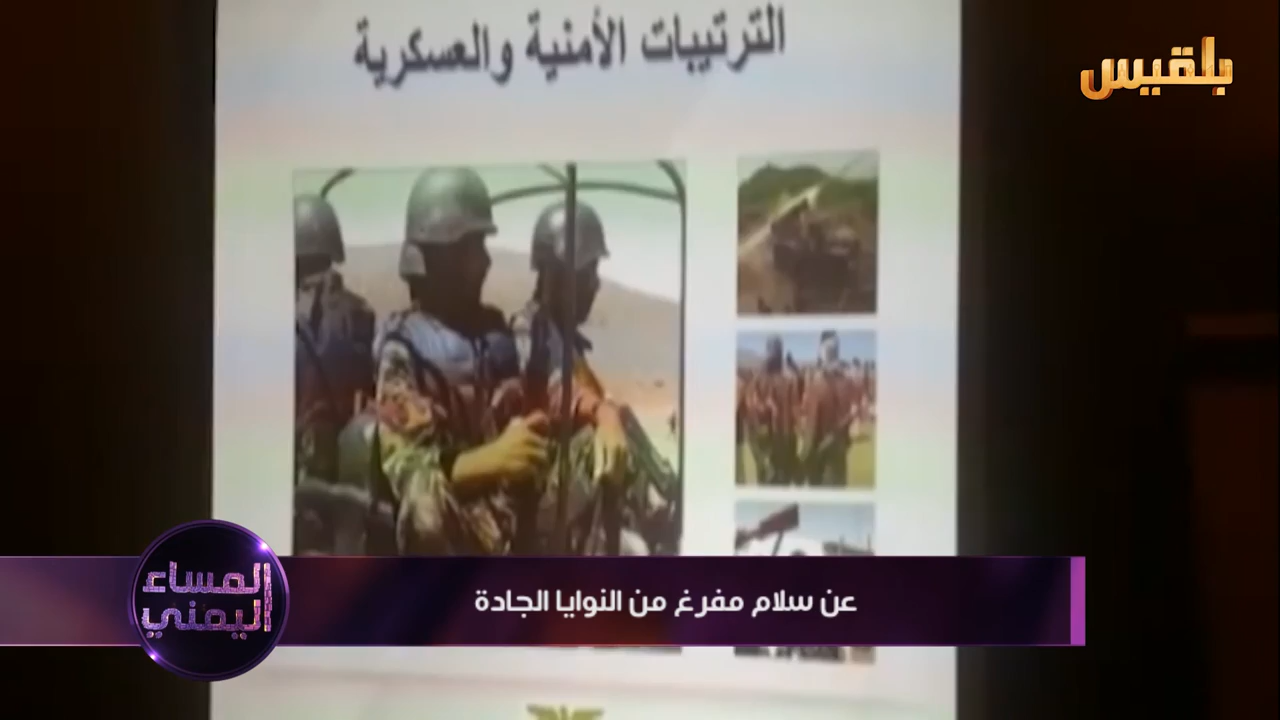 الترتيبات الأمنية والعسكرية
بلقيس
عن سلام مفرغ من النوايا الجادة
المساء
اليمني